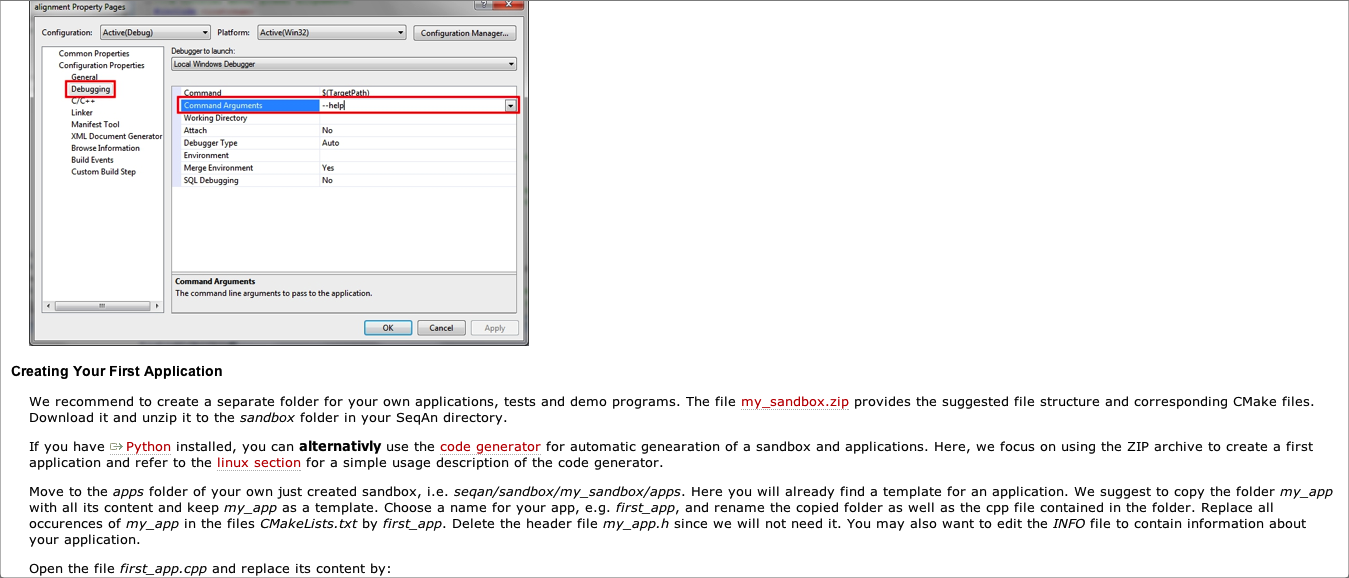 alignment Property Pages
Configuration: Active(Debug) Platform: Active(Win32) Configuration Manager...
Common Properties
Configuration Properties
General
Debugging
C/C++
Linker
Manifest Tool
XML Document Generator
Browse Information
Build Events
Custom Build Step
Debugger to launch:
Local Windows Debugger
Command $(TargetPath)
Command Arguments --help
Working Directory
Attach No
Debugger Type Auto
Environment
Merge Environment Yes
SQL Debugging No
Command Arguments
The command line arguments to pass to the application.
OK Cancel Apply
Creating Your First Application
We recommend to create a separate folder for your own applications, tests and demo programs. The file my_sandbox.zip provides the suggested file structure and corresponding CMake files.
Download it and unzip it to the sandbox folder in your SeqAn directory.
If you have Python installed, you can alternativly use the code generator for automatic genearation of a sandbox and applications. Here, we focus on using the ZIP archive to create a first
application and refer to the linux section for a simple usage description of the code generator.
Move to the apps folder of your own just created sandbox, i.e. seqan/sandbox/my_sandbox/apps. Here you will already find a template for an application. We suggest to copy the folder my_app
with all its content and keep my_app as a template. Choose a name for your app, e.g. first_app, and rename the copied folder as well as the cpp file contained in the folder. Replace all
occurences of my_app in the files CMakeLists.txt by first_app. Delete the header file my_app.h since we will not need it. You may also want to edit the INFO file to contain information about
your application.
Open the file first_app.cpp and replace its content by: